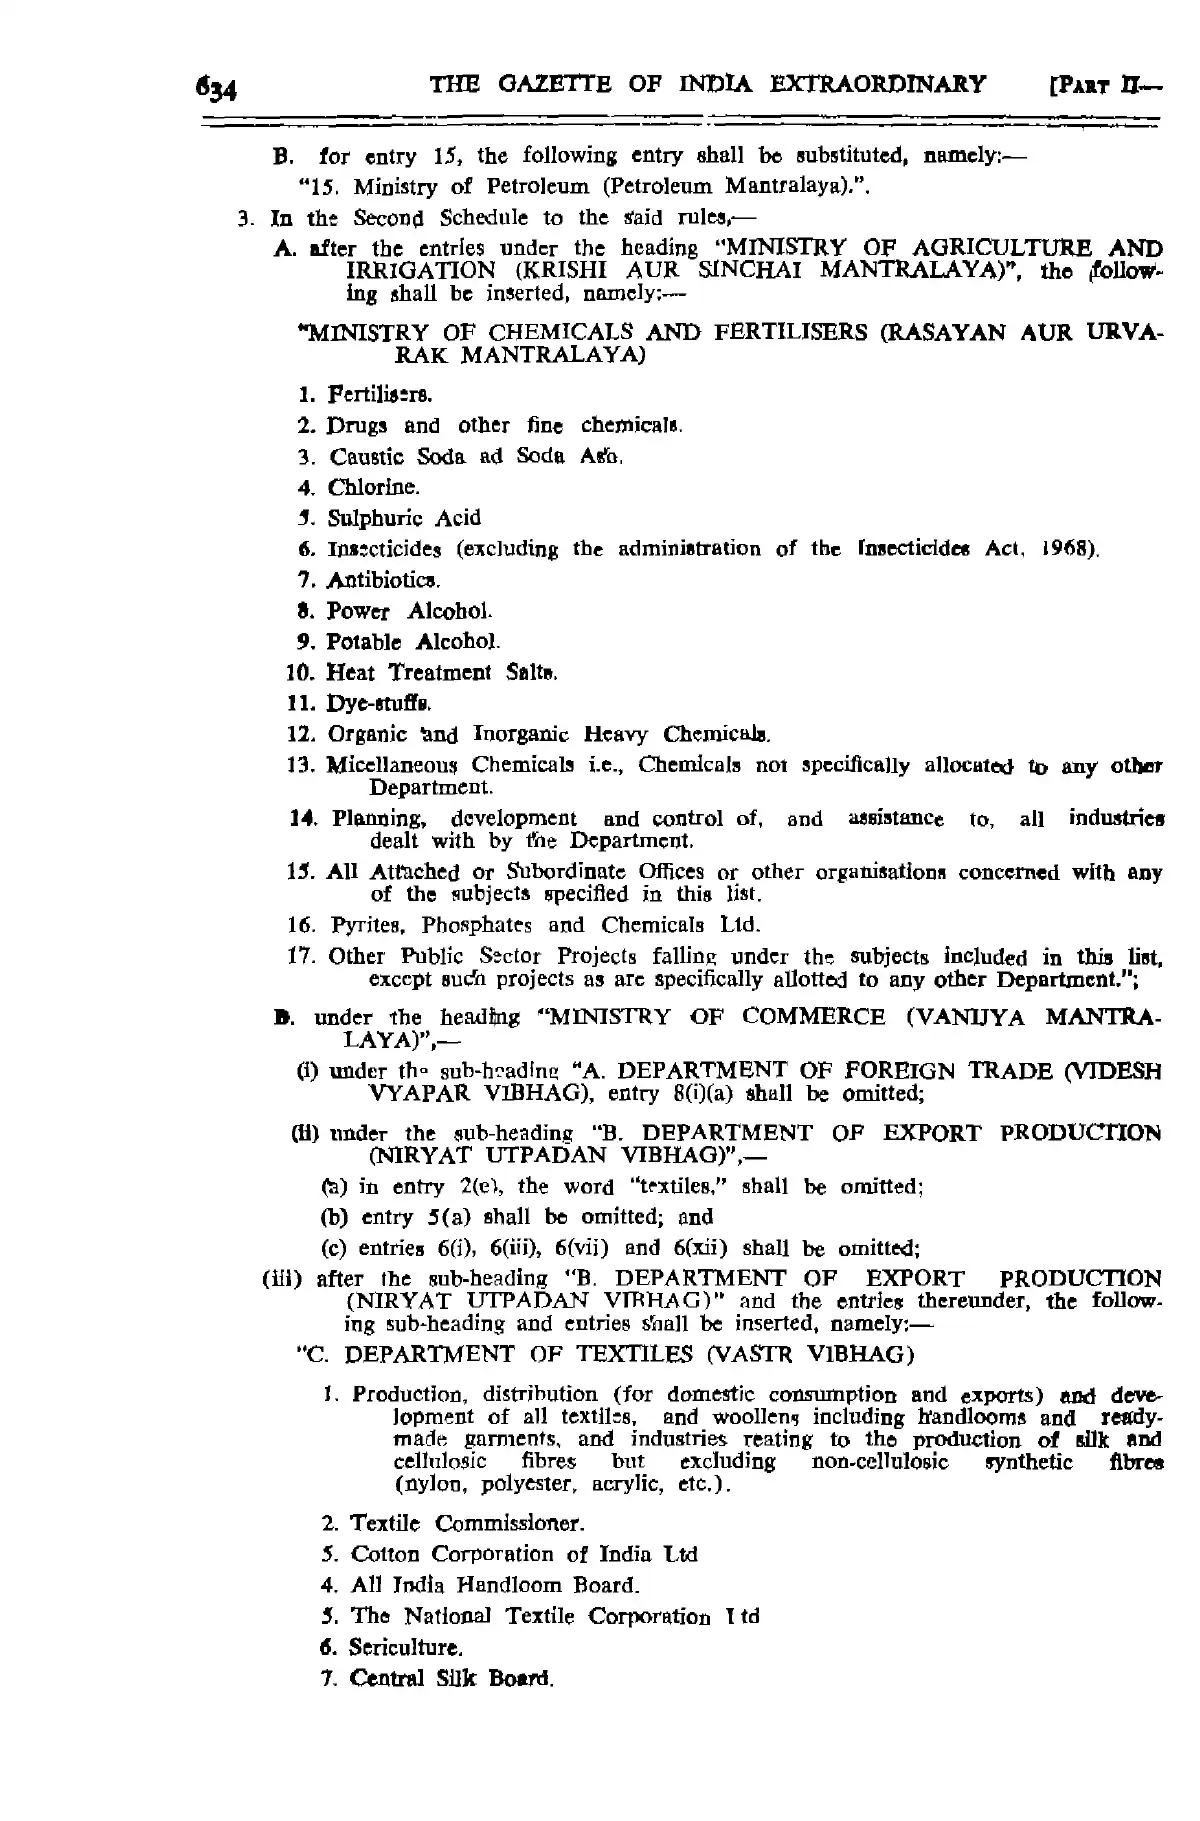 634 THE GAZETTE OF INDIA EXTRAORDINARY [PART II—
B. for entry 15, the following entry shall be substituted, namely:—
"15. Ministry of Petroleum (Petroleum Mantralaya).".
3. In the Second Schedule to the said rules,—
A. after the entries under the heading "MINISTRY OF AGRICULTURE AND
IRRIGATION (KRISHI AUR SINCHAI MANTRALAYA)", the follow-
ing shall be inserted, namely:—
"MINISTRY OF CHEMICALS AND FERTILISERS (RASAYAN AUR URVA-
RAK MANTRALAYA)
1. Fertilisers.
2. Drugs and other fine chemicals.
3. Caustic Soda ad Soda Ash.
4. Chlorine.
5. Sulphuric Acid
6. Insecticides (excluding the administration of the Insecticides Act, 1968).
7. Antibiotics.
8. Power Alcohol.
9. Potable Alcohol.
10. Heat Treatment Salts.
11. Dye-stuffs.
12. Organic and Inorganic Heavy Chemicals.
13. Micellaneous Chemicals i.e., Chemicals not specifically allocated to any other
Department.
14. Planning, development and control of, and assistance to, all industries
dealt with by the Department.
15. All Attached or Subordinate Offices or other organisations concerned with any
of the subjects specified in this list.
16. Pyrites, Phosphates and Chemicals Ltd.
17. Other Public Sector Projects falling under the subjects included in this list,
except such projects as are specifically allotted to any other Department.";
B. under the heading "MINISTRY OF COMMERCE (VANIJYA MANTRA-
LAYA)",—
(i) under the sub-heading "A. DEPARTMENT OF FOREIGN TRADE (VIDESH
VYAPAR VIBHAG), entry 8(i)(a) shall be omitted;
(ii) under the sub-heading "B. DEPARTMENT OF EXPORT PRODUCTION
(NIRYAT UTPADAN VIBHAG)",—
(a) in entry 2(e), the word "textiles," shall be omitted;
(b) entry 5(a) shall be omitted; and
(c) entries 6(i), 6(iii), 6(vii) and 6(xii) shall be omitted;
(iii) after the sub-heading "B. DEPARTMENT OF EXPORT PRODUCTION
(NIRYAT UTPADAN VIBHAG)" and the entries thereunder, the follow-
ing sub-heading and entries shall be inserted, namely:—
"C. DEPARTMENT OF TEXTILES (VASTR VIBHAG)
1. Production, distribution (for domestic consumption and exports) and deve-
lopment of all textiles, and woollens including handlooms and ready-
made garments, and industries reating to the production of silk and
cellulosic fibres but excluding non-cellulosic synthetic fibres
(nylon, polyester, acrylic, etc.).
2. Textile Commissioner.
5. Cotton Corporation of India Ltd
4. All India Handloom Board.
5. The National Textile Corporation Ltd
6. Sericulture.
7. Central Silk Board.